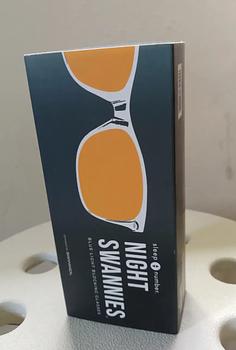 sleep number.
NIGHT
SWANNIES
BLUE LIGHT BLOCKING GLASSES